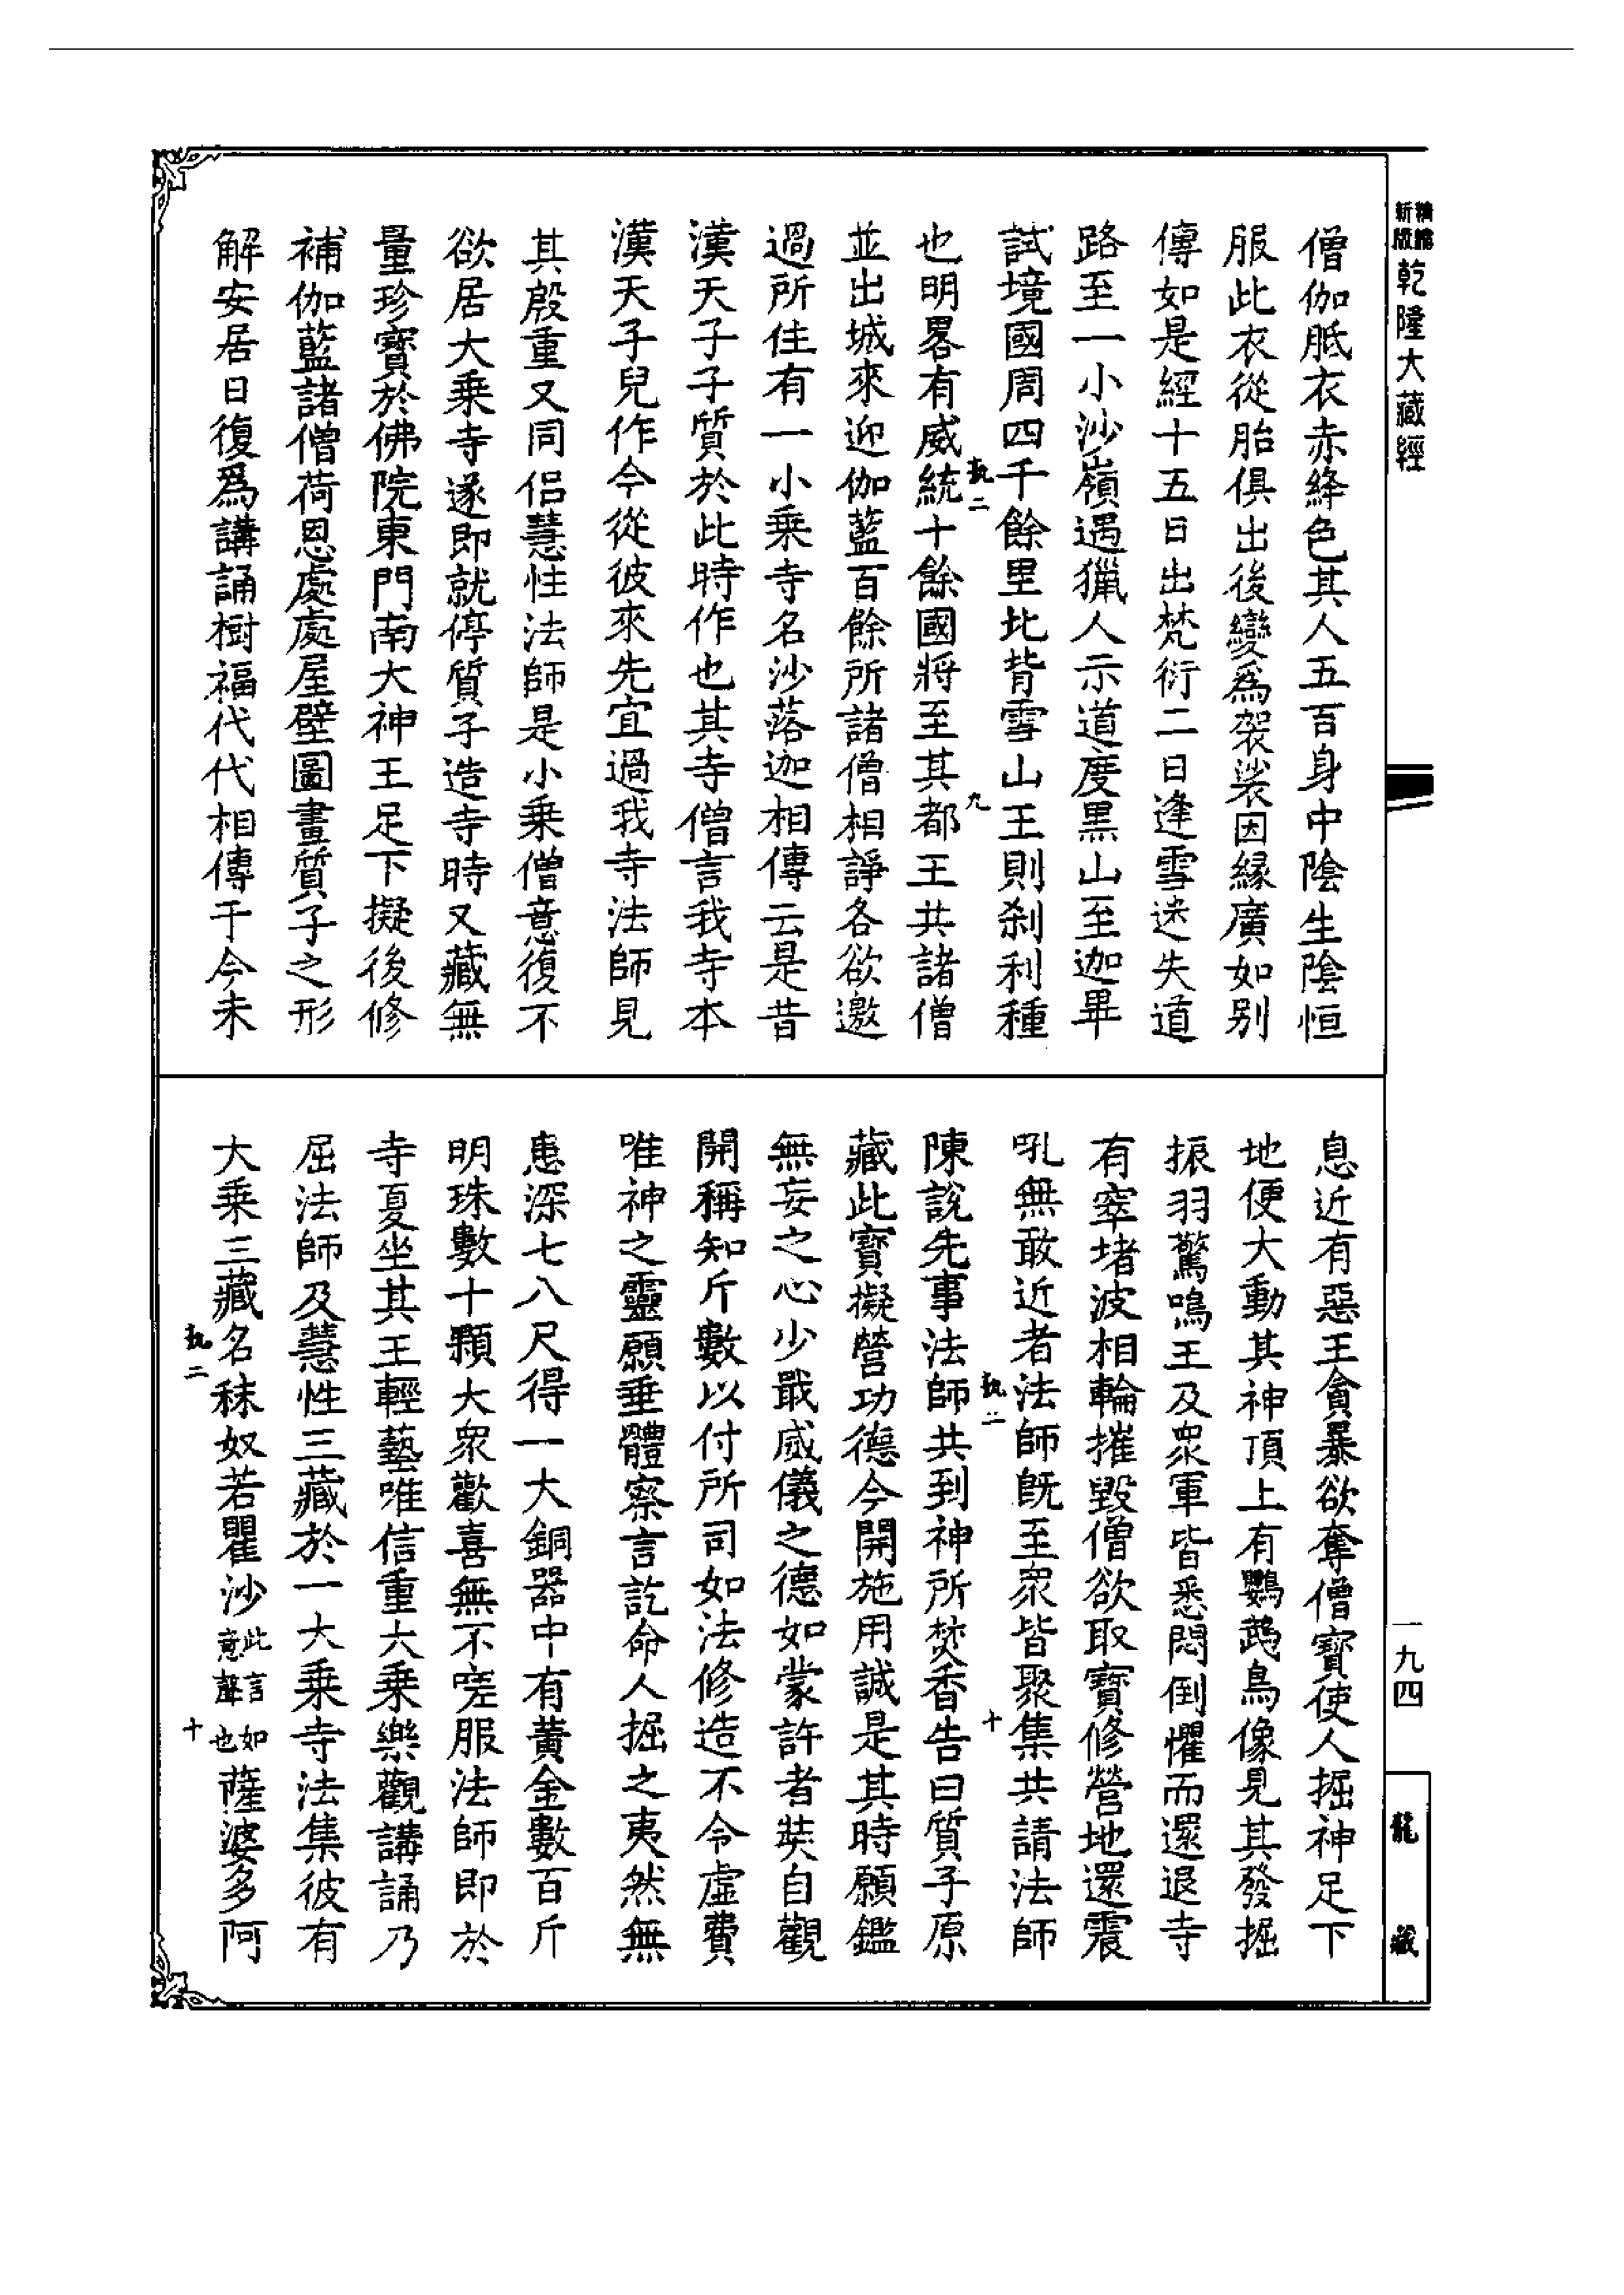 新編縮版
乾隆大藏經
僧伽胝衣赤絳色其人五百身中陰生陰恒
服此衣從胎俱出後變爲袈裟因緣廣如别
傳如是經十五日出梵衍二日逢雪迷失道
路至一小沙嶺遇獵人示道度黒山至迦畢
試境國周四千餘里北背雪山王則刹利種
也明畧有威統十餘國將至其都王共諸僧
並出城來迎伽藍百餘所諸僧相諍各欲邀
過所住有一小乗寺名沙落迦相傳云是昔
漢天子子質於此時作也其寺僧言我寺本
漢天子兒作今從彼來先宜過我寺法師見
其殷重又同侣慧性法師是小乗僧意復不
欲居大乗寺遂即就停質子造寺時又藏無
量珍寶於佛院東門南大神王足下擬後修
補伽藍諸僧荷恩處處屋壁圖畫質子之形
解安居日復爲講誦樹福代代相傳于今未
息近有惡王貪暴欲奪僧寶使人掘神足下
地便大動其神頂上有鸚鵡鳥像見其發掘
振羽驚鳴王及衆軍皆悉悶倒懼而還退寺
有窣堵波相輪摧毀僧欲取寶修營地還震
吼無敢近者法師既至衆皆聚集共請法師
陳說先事法師共到神所焚香告曰質子原
藏此寶擬營功德今開施用誠是其時願鑑
無妄之心少戢威儀之德如蒙許者奘自觀
開稱知斤數以付所司如法修造不令虛費
唯神之靈願垂體察言訖命人掘之夷然無
患深七八尺得一大銅器中有黄金數百斤
明珠數十顆大衆歡喜無不嗟服法師即於
寺夏坐其王輕藝唯信重大乗樂觀講誦乃
屈法師及慧性三藏於一大乗寺法集彼有
大乗三藏名秣奴若瞿沙此言如意聲也薩婆多阿
執二
九
執二
十
執二
十
一九四
龍藏